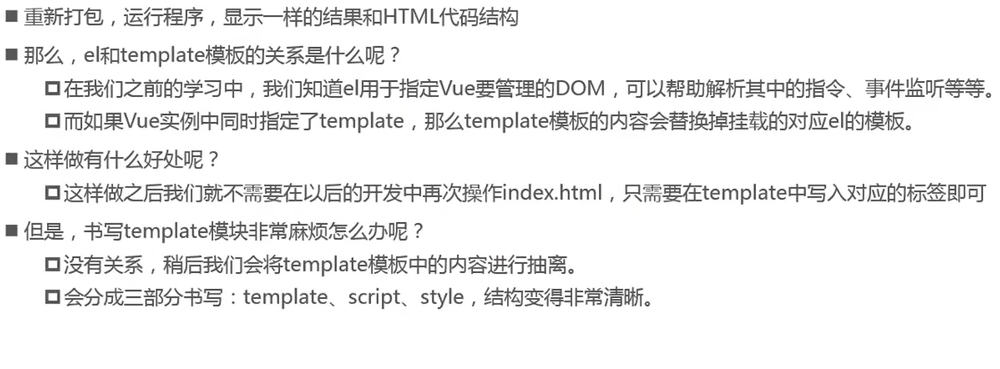 重新打包，运行程序，显示一样的结果和HTML代码结构
那么，el和template模板的关系是什么呢？
在我们之前的学习中，我们知道el用于指定Vue要管理的DOM，可以帮助解析其中的指令、事件监听等等。
而如果Vue实例中同时指定了template，那么template模板的内容会替换掉挂载的对应el的模板。
这样做有什么好处呢？
这样做之后我们就不需要在以后的开发中再次操作index.html，只需要在template中写入对应的标签即可
但是，书写template模块非常麻烦怎么办呢？
没有关系，稍后我们会将template模板中的内容进行抽离。
会分成三部分书写：template、script、style，结构变得非常清晰。